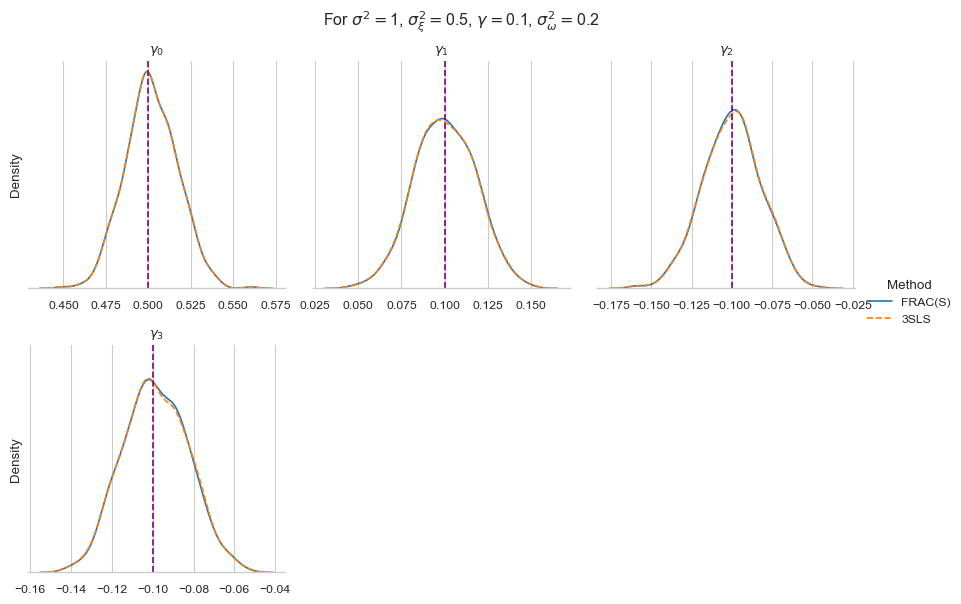 For σ² = 1, σ²_ξ = 0.5, γ = 0.1, σ²_ω = 0.2
γ₀
γ₁
γ₂
Density
0.450 0.475 0.500 0.525 0.550 0.575
0.025 0.050 0.075 0.100 0.125 0.150
−0.175 −0.150 −0.125 −0.100 −0.075 −0.050 −0.025
Method
FRAC(S)
3SLS
γ₃
Density
−0.16 −0.14 −0.12 −0.10 −0.08 −0.06 −0.04